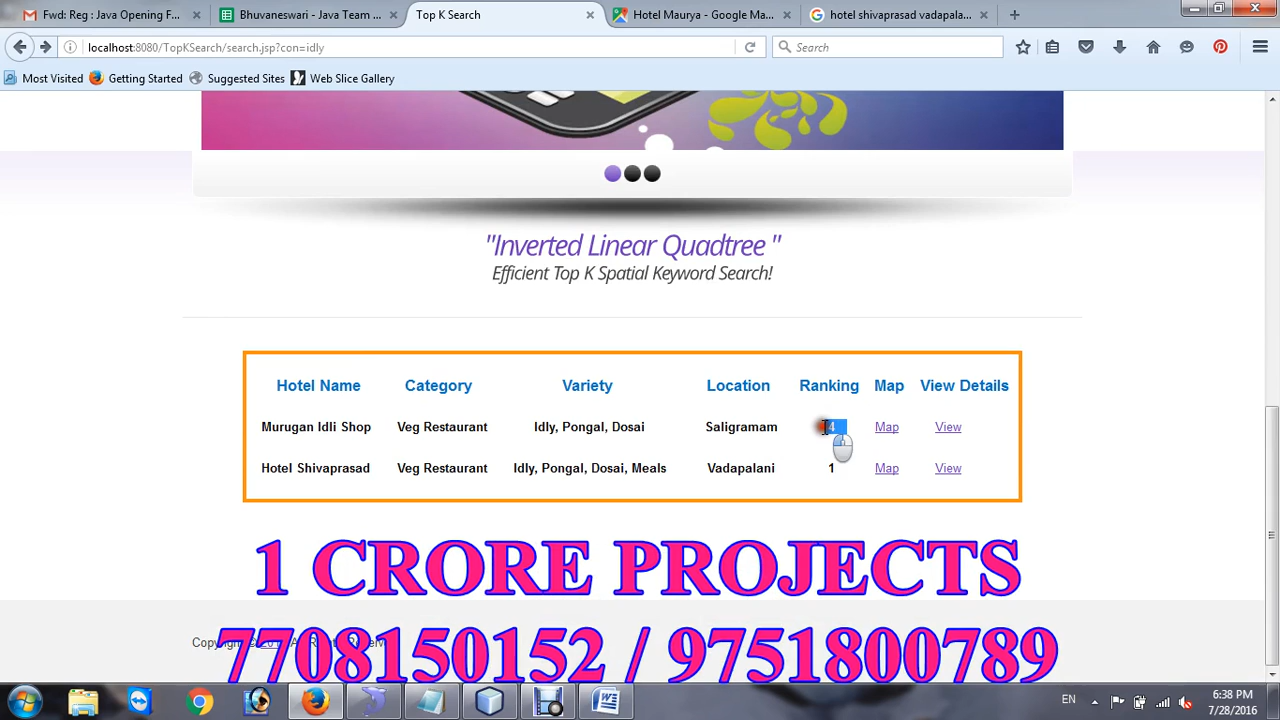 Fwd: Reg : Java Opening F...
Bhuvaneswari - Java Team ...
Top K Search
Hotel Maurya - Google Ma...
hotel shivaprasad vadapala...
localhost:8080/TopKSearch/search.jsp?con=idly
Search
Most Visited
Getting Started
Suggested Sites
Web Slice Gallery
"Inverted Linear Quadtree "
Efficient Top K Spatial Keyword Search!
Hotel Name Category Variety Location Ranking Map View Details
Murugan Idli Shop Veg Restaurant Idly, Pongal, Dosai Saligramam 4 Map View
Hotel Shivaprasad Veg Restaurant Idly, Pongal, Dosai, Meals Vadapalani 1 Map View
1 CRORE PROJECTS
7708150152 / 9751800789
EN
6:38 PM
7/28/2016